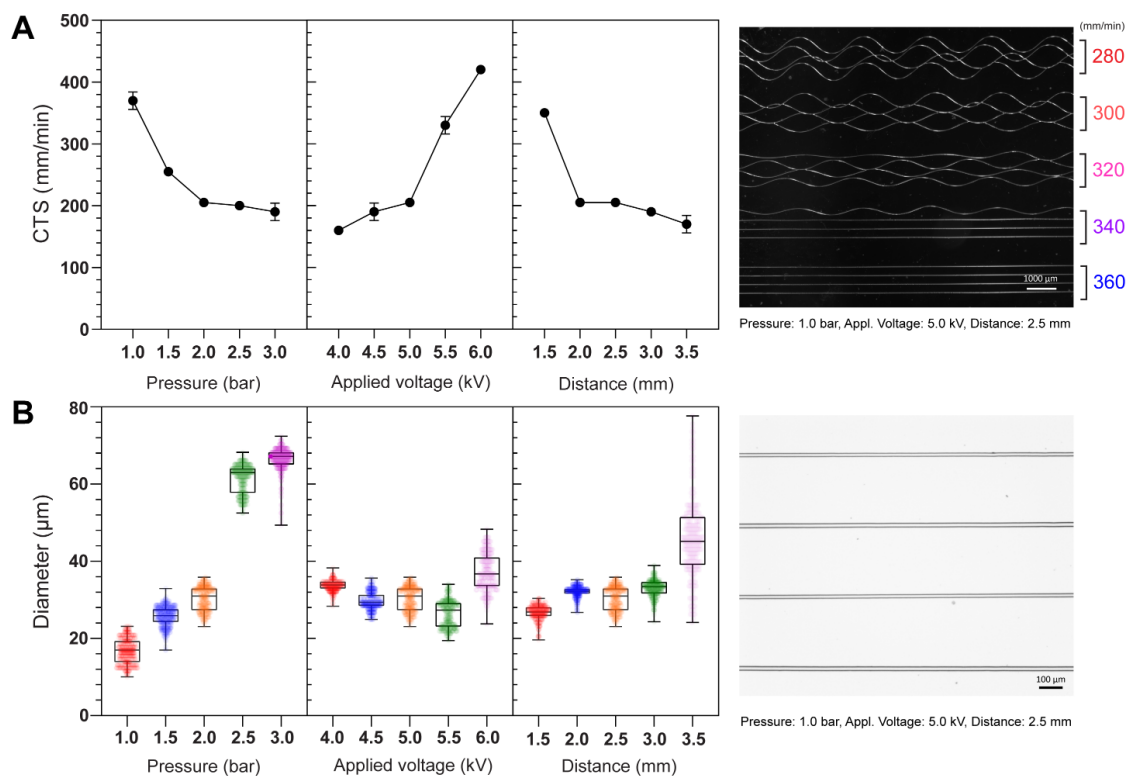 A
CTS (mm/min)
500
400
300
200
100
0
1.0 1.5 2.0 2.5 3.0
Pressure (bar)
4.0 4.5 5.0 5.5 6.0
Applied voltage (kV)
1.5 2.0 2.5 3.0 3.5
Distance (mm)
(mm/min)
280
300
320
340
360
1000 µm
Pressure: 1.0 bar, Appl. Voltage: 5.0 kV, Distance: 2.5 mm
B
Diameter (µm)
80
60
40
20
0
1.0 1.5 2.0 2.5 3.0
Pressure (bar)
4.0 4.5 5.0 5.5 6.0
Applied voltage (kV)
1.5 2.0 2.5 3.0 3.5
Distance (mm)
100 µm
Pressure: 1.0 bar, Appl. Voltage: 5.0 kV, Distance: 2.5 mm